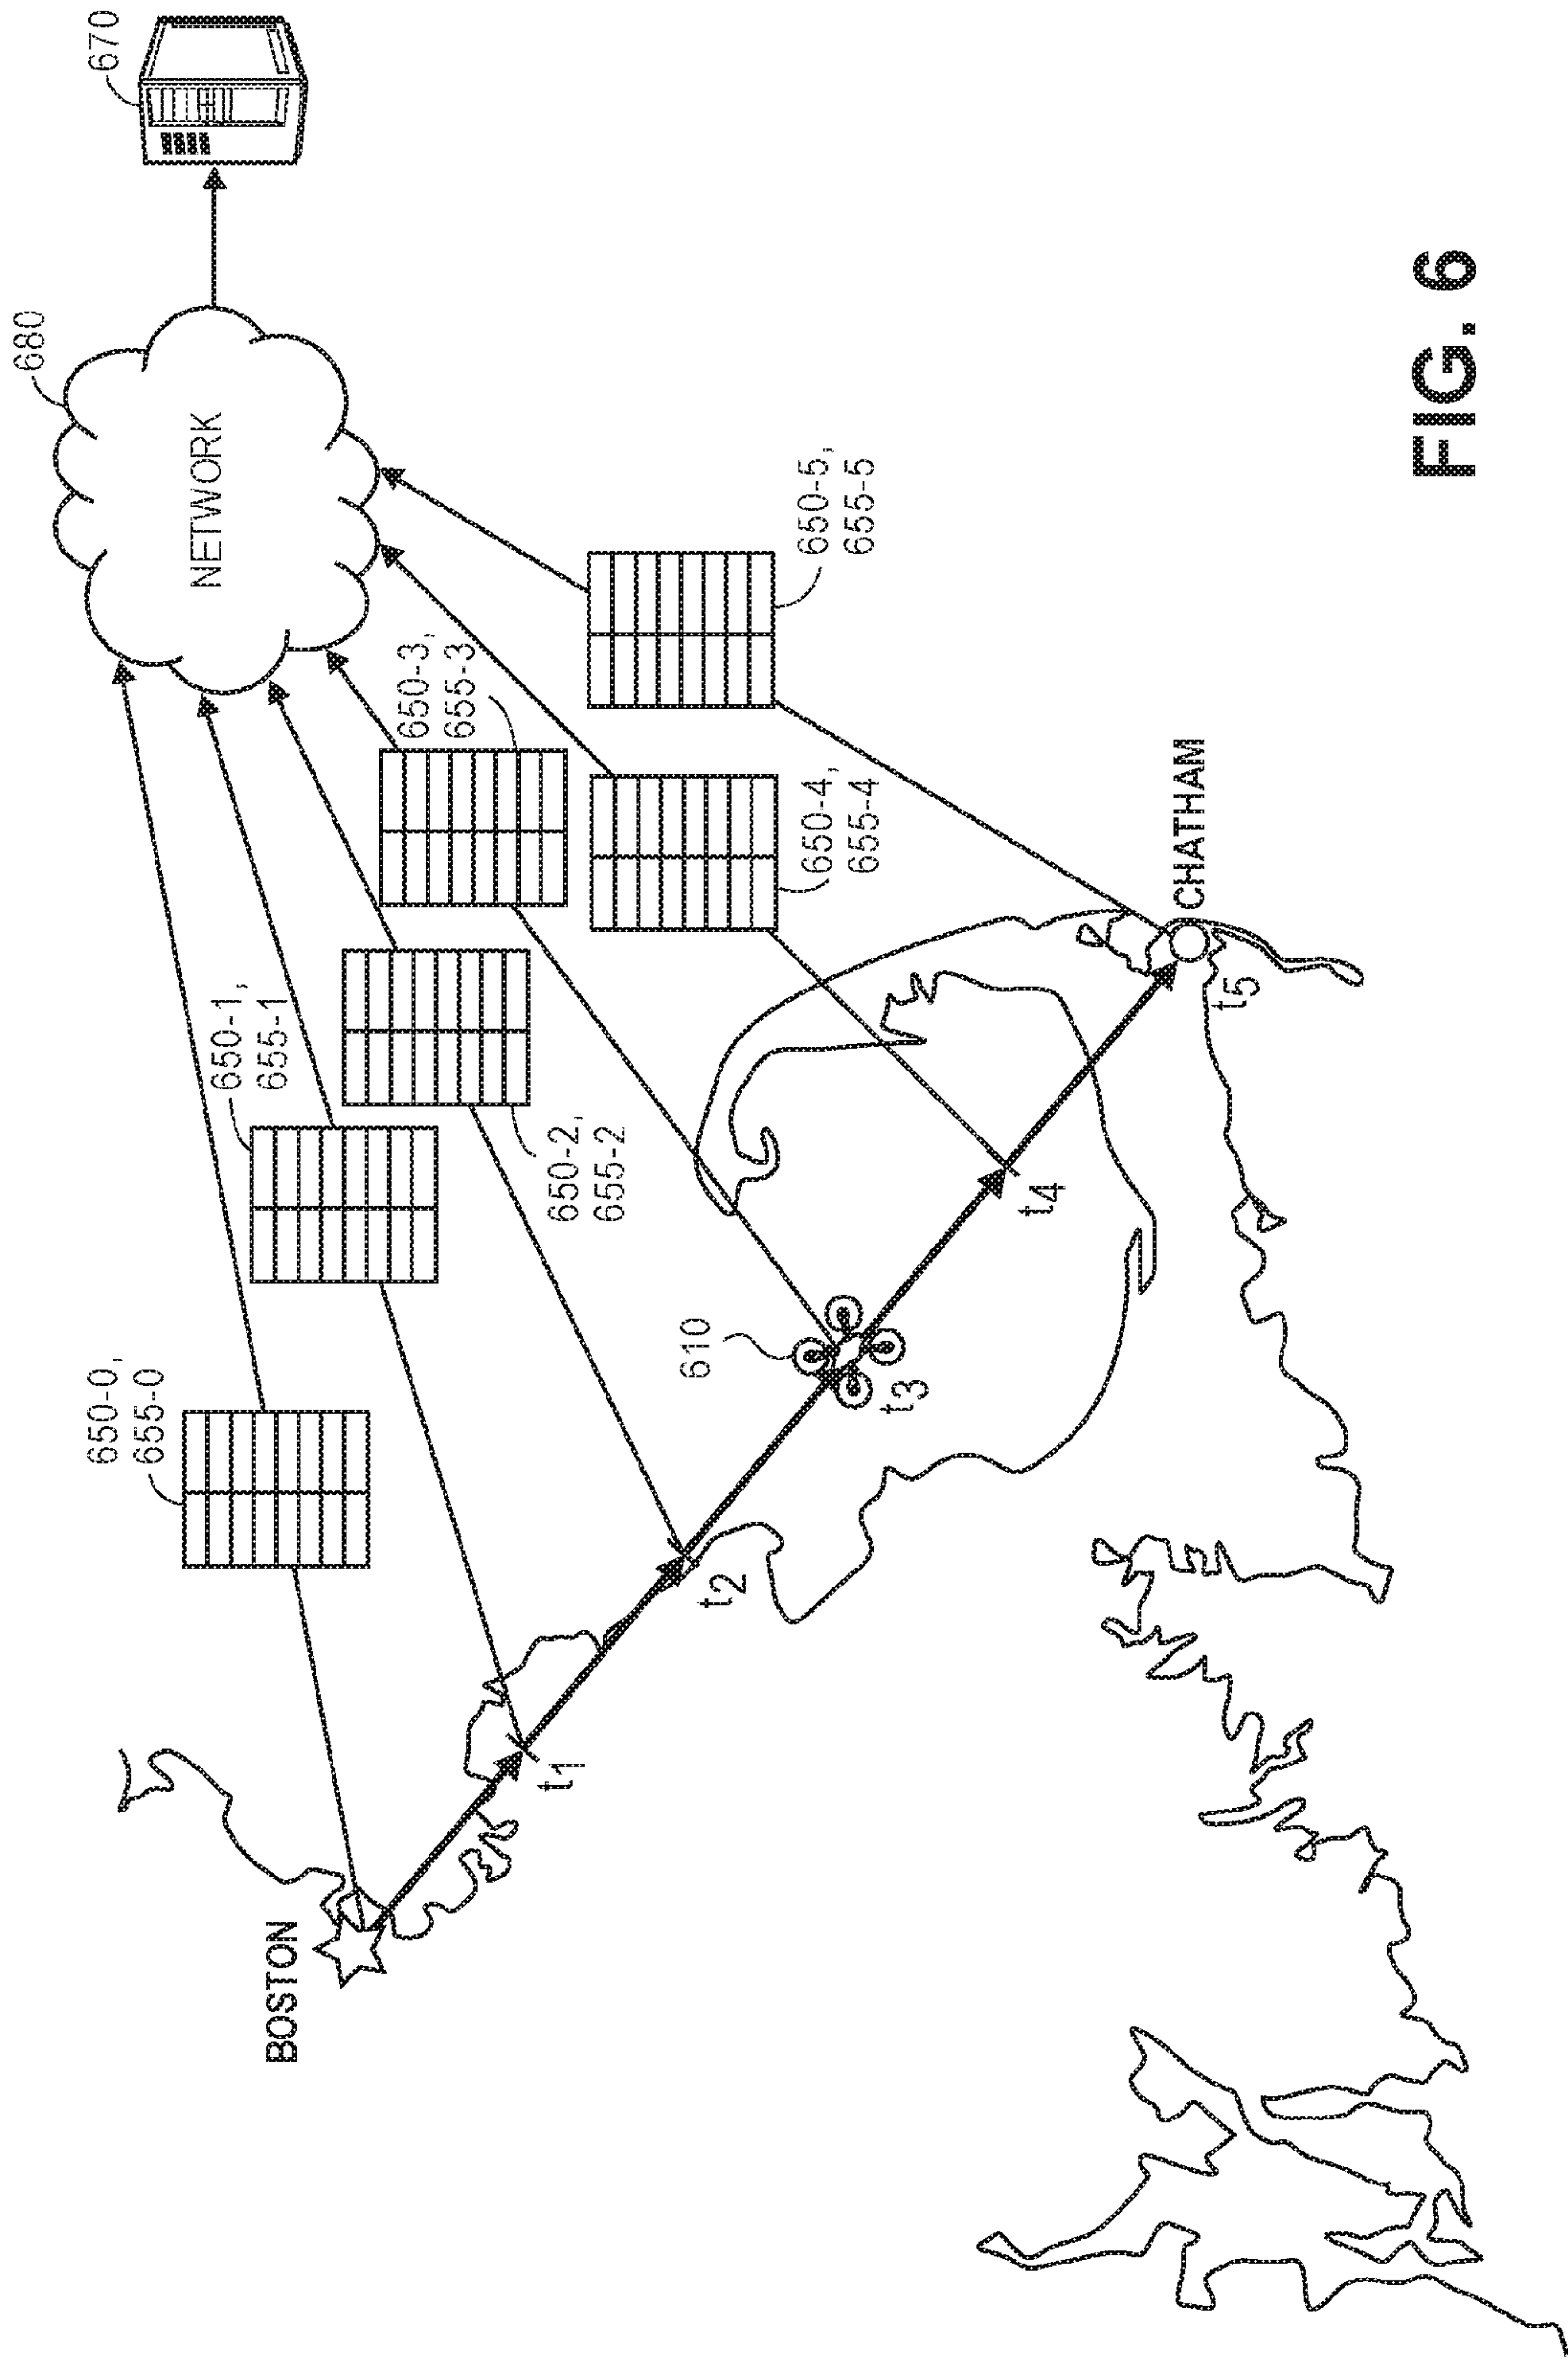 670
680
NETWORK
650-0,
655-0
650-1,
655-1
650-2,
655-2
650-3,
655-3
650-4,
655-4
650-5,
655-5
610
BOSTON
t1
t2
t3
t4
t5
CHATHAM
FIG. 6